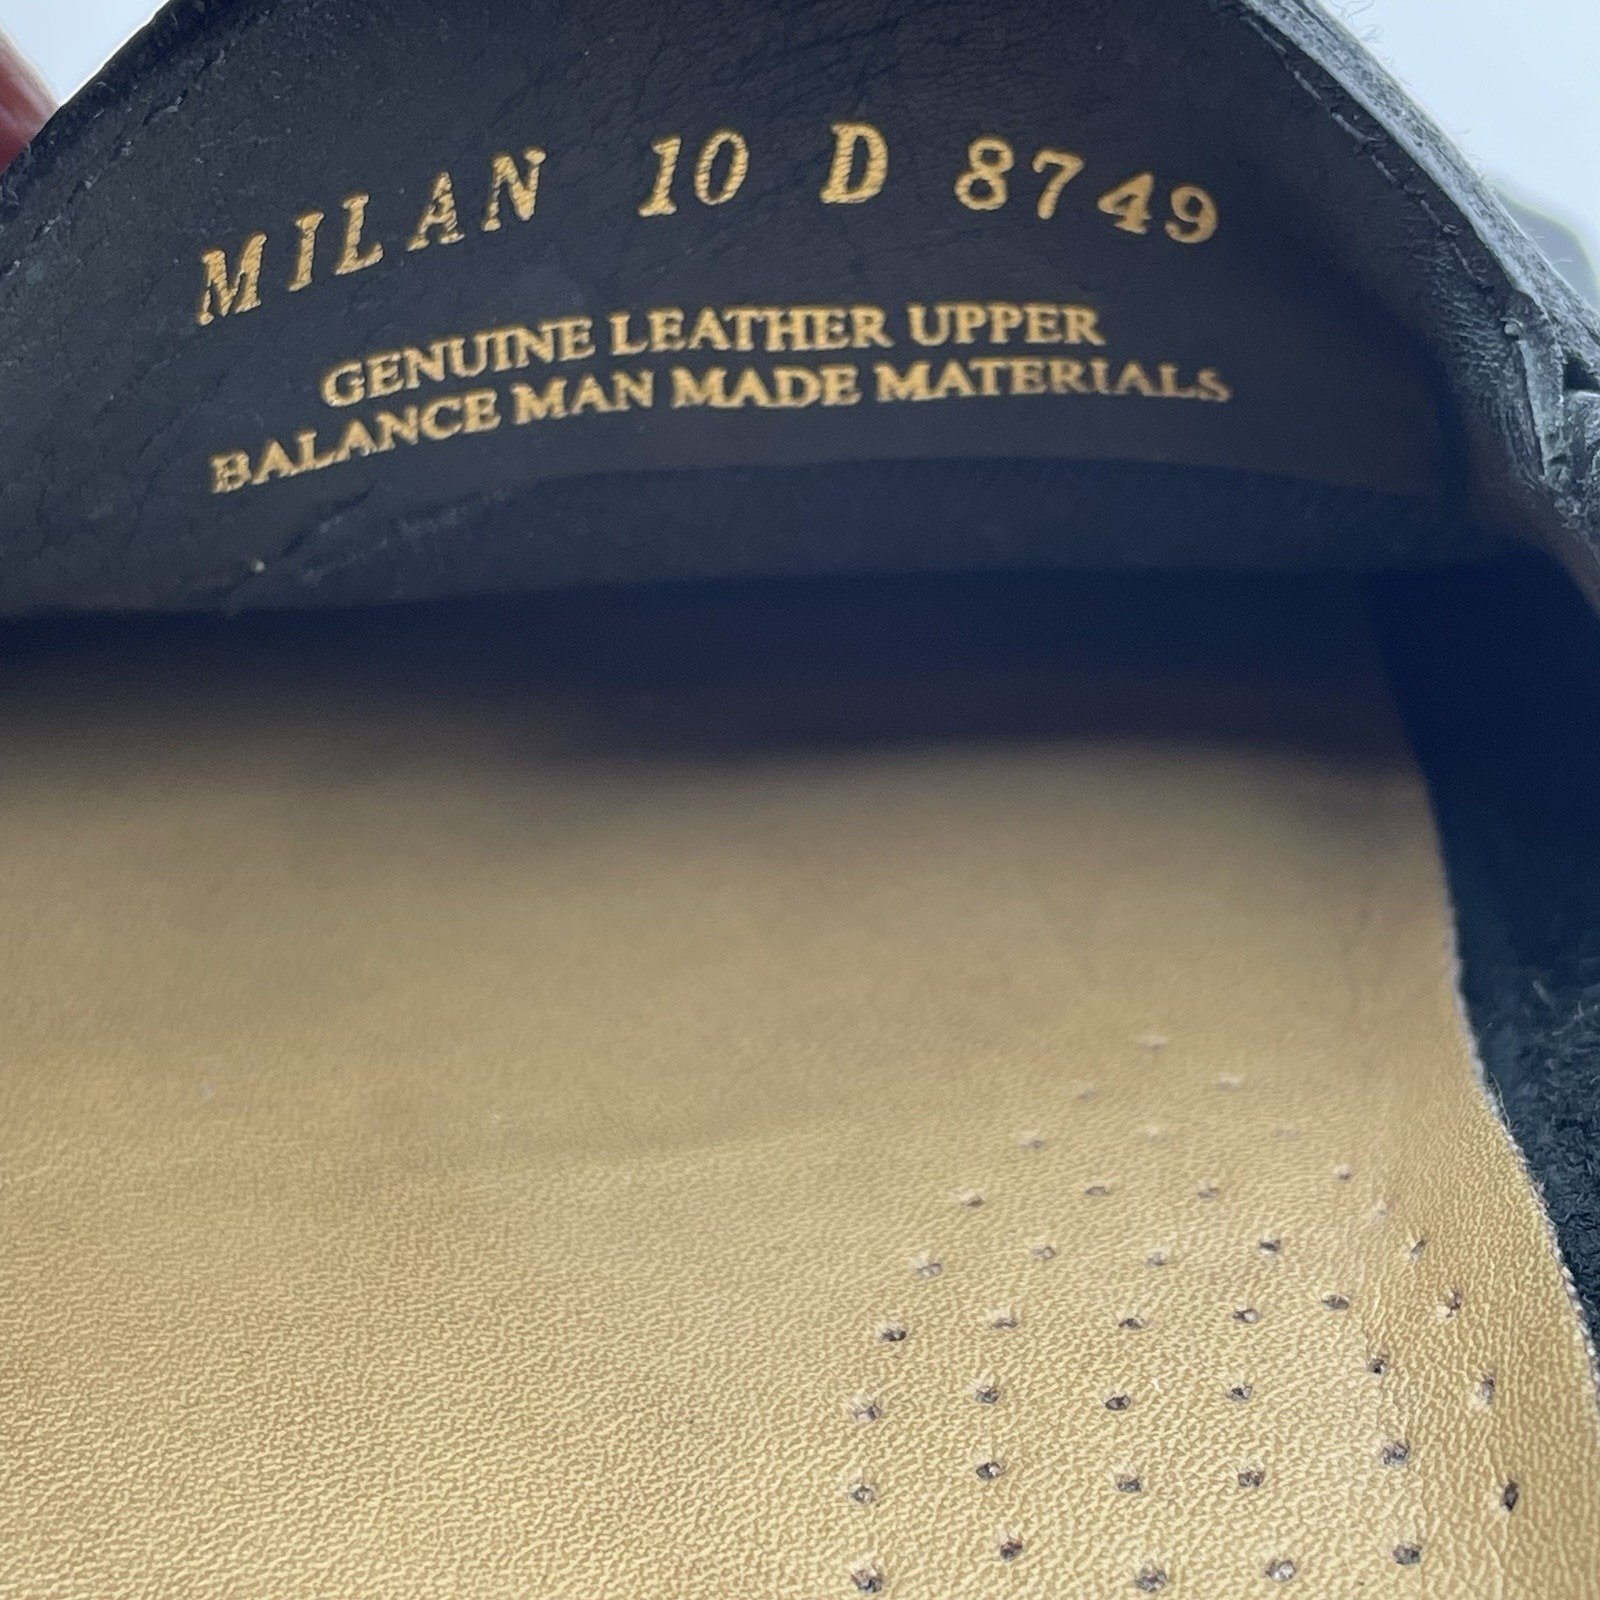 MILAN 10 D 8749
GENUINE LEATHER UPPER
BALANCE MAN MADE MATERIALS